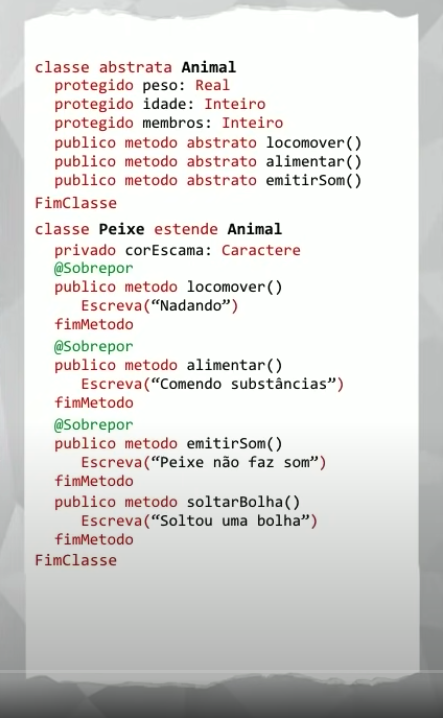 classe abstrata Animal
protegido peso: Real
protegido idade: Inteiro
protegido membros: Inteiro
publico metodo abstrato locomover()
publico metodo abstrato alimentar()
publico metodo abstrato emitirSom()
FimClasse
classe Peixe estende Animal
privado corEscama: Caractere
@Sobrepor
publico metodo locomover()
Escreva(“Nadando”)
fimMetodo
@Sobrepor
publico metodo alimentar()
Escreva(“Comendo substâncias”)
fimMetodo
@Sobrepor
publico metodo emitirSom()
Escreva(“Peixe não faz som”)
fimMetodo
publico metodo soltarBolha()
Escreva(“Soltou uma bolha”)
fimMetodo
FimClasse